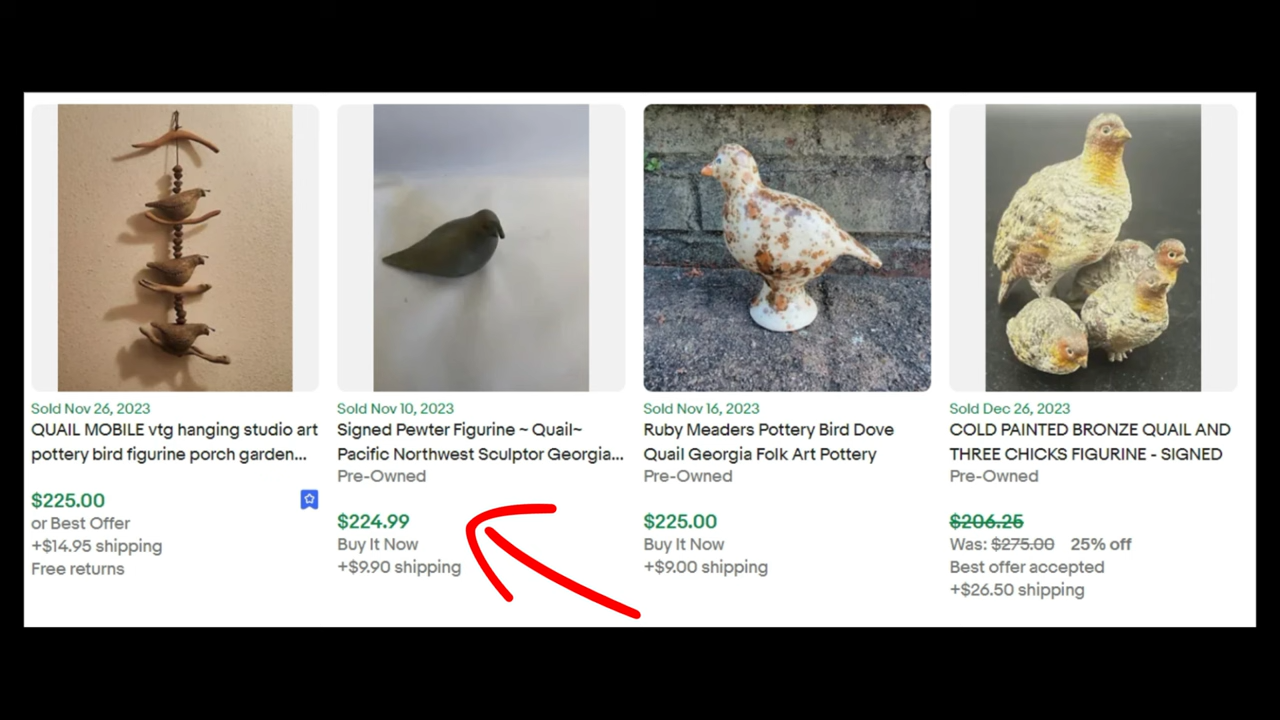 Sold Nov 26, 2023
QUAIL MOBILE vtg hanging studio art
pottery bird figurine porch garden...
$225.00
or Best Offer
+$14.95 shipping
Free returns
Sold Nov 10, 2023
Signed Pewter Figurine ~ Quail~
Pacific Northwest Sculptor Georgia...
Pre-Owned
$224.99
Buy It Now
+$9.90 shipping
Sold Nov 16, 2023
Ruby Meaders Pottery Bird Dove
Quail Georgia Folk Art Pottery
Pre-Owned
$225.00
Buy It Now
+$9.00 shipping
Sold Dec 26, 2023
COLD PAINTED BRONZE QUAIL AND
THREE CHICKS FIGURINE - SIGNED
Pre-Owned
$206.25
Was: $275.00 25% off
Best offer accepted
+$26.50 shipping